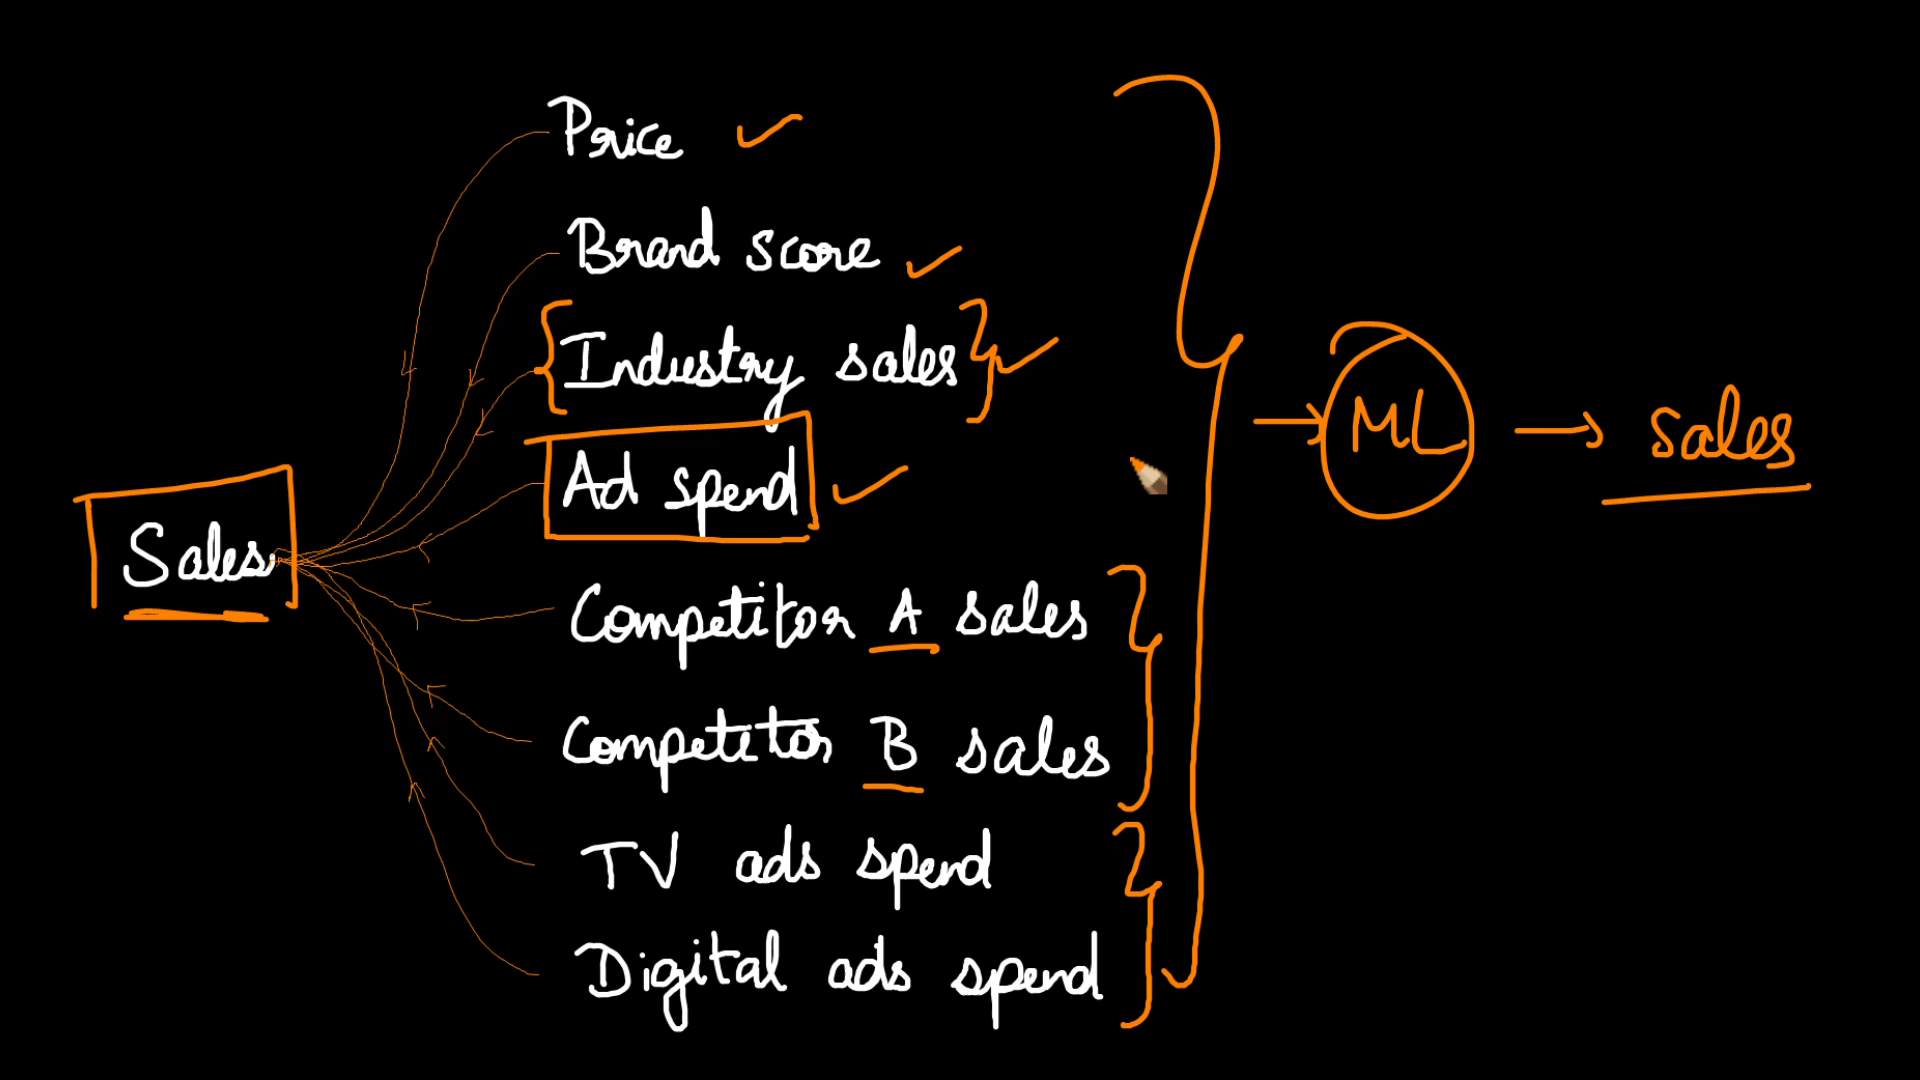 Price
Brand score
Industry sales
Ad spend
Sales
Competitor A sales
Competitor B sales
TV ads spend
Digital ads spend
ML
sales